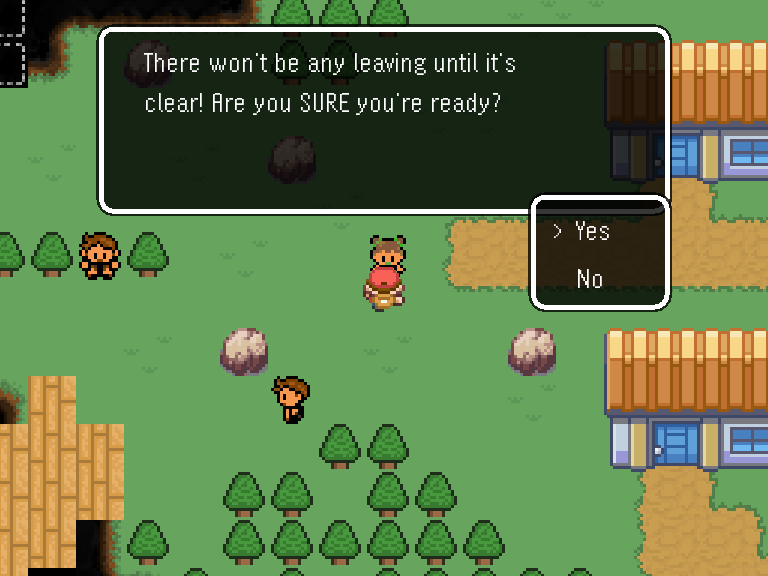 There won't be any leaving until it's
clear! Are you SURE you're ready?
> Yes
No